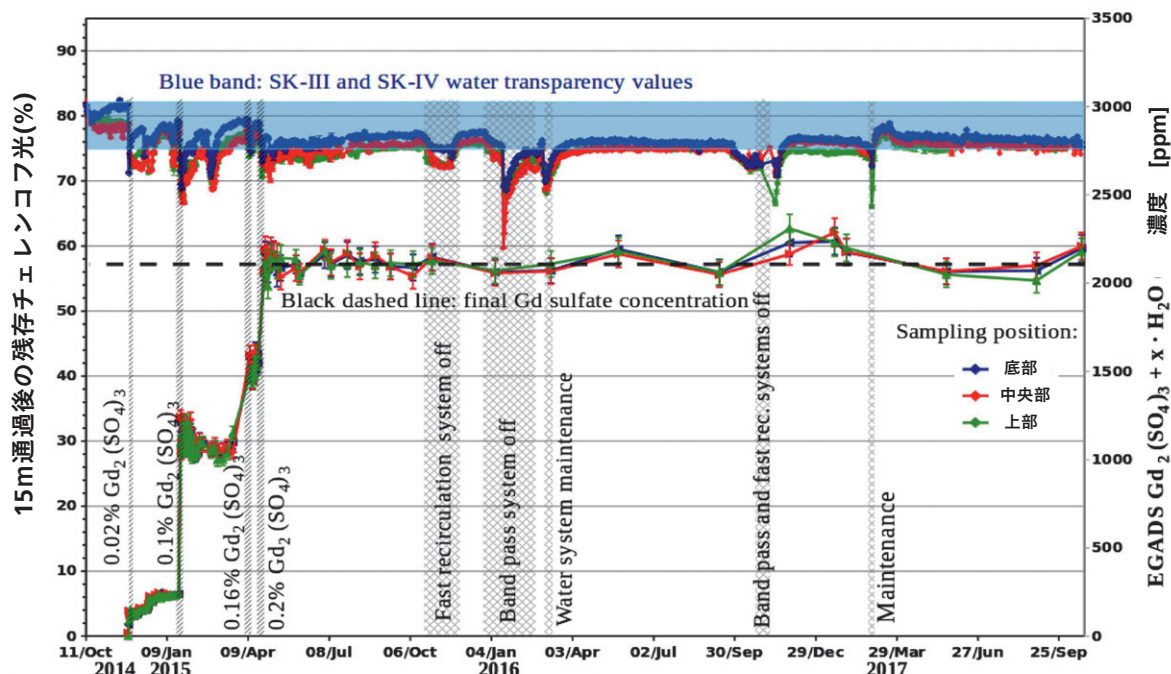 15m通過後の残存チェレンコフ光(%)
90
80
70
60
50
40
30
20
10
0
Blue band: SK-III and SK-IV water transparency values
Black dashed line: final Gd sulfate concentration
0.02% Gd₂(SO₄)₃
0.1% Gd₂(SO₄)₃
0.16% Gd₂(SO₄)₃
0.2% Gd₂(SO₄)₃
Fast recirculation system off
Band pass system off
Water system maintenance
Band pass and fast rec. systems off
Maintenance
Sampling position:
底部
中央部
上部
3500
3000
2500
2000
1500
1000
500
0
EGADS Gd₂(SO₄)₃ + x · H₂O 濃度 [ppm]
11/Oct 09/Jan 09/Apr 08/Jul 06/Oct 04/Jan 03/Apr 02/Jul 30/Sep 29/Dec 29/Mar 27/Jun 25/Sep
2014 2015 2016 2017